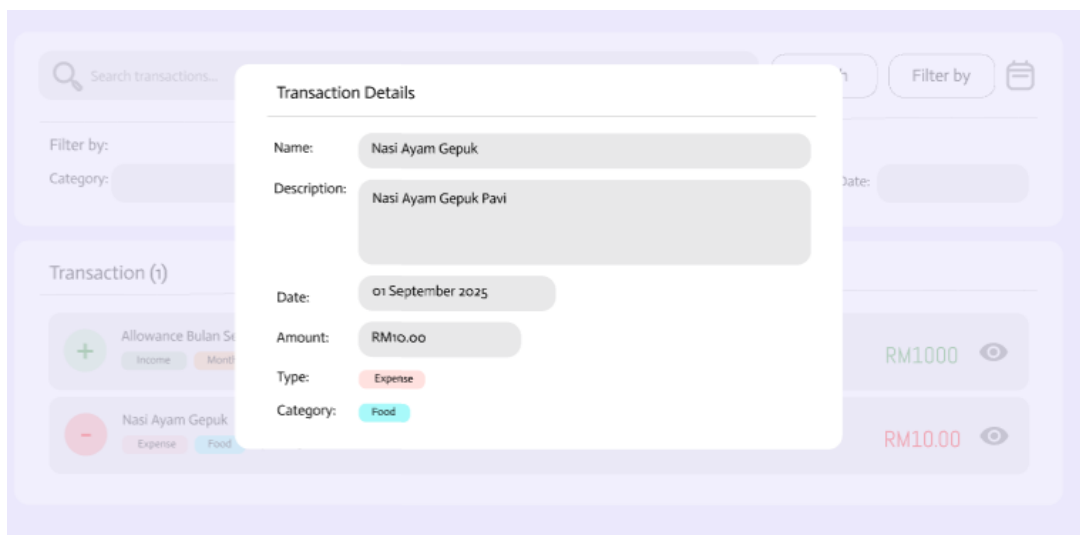 Search transactions...
Filter by
Transaction Details
Filter by:
Name: Nasi Ayam Gepuk
Category:
Description: Nasi Ayam Gepuk Pavi
Date:
Transaction (1)
Date: 01 September 2025
Allowance Bulan
Amount: RM10.00
RM1000
Income
Type: Expense
Category: Food
Nasi Ayam Gepuk
RM10.00
Expense Food